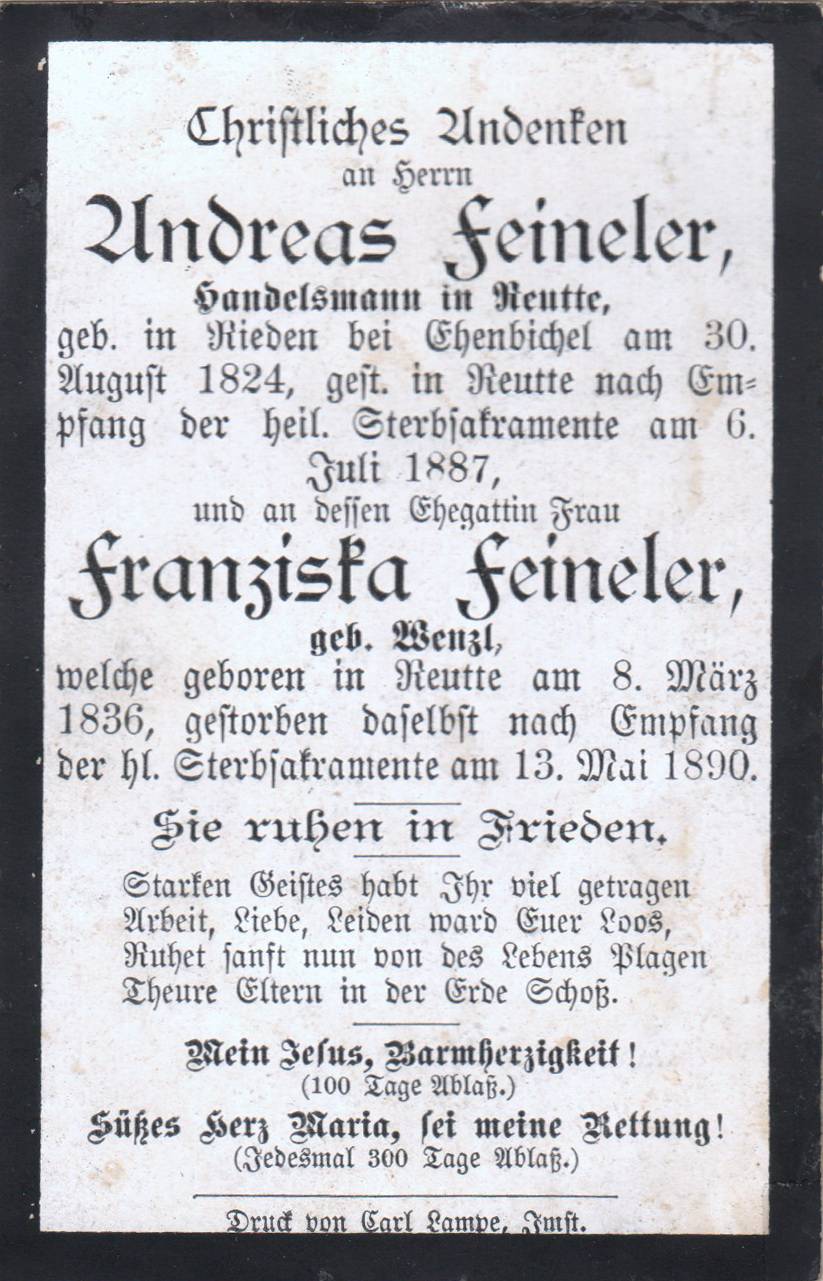 Christliches Andenken
an Herrn
Andreas Feineler,
Handelsmann in Reutte,
geb. in Rieden bei Ehenbichel am 30.
August 1824, gest. in Reutte nach Em-
pfang der heil. Sterbsakramente am 6.
Juli 1887,
und an dessen Ehegattin Frau
Franziska Feineler,
geb. Wenzl,
welche geboren in Reutte am 8. März
1836, gestorben daselbst nach Empfang
der hl. Sterbsakramente am 13. Mai 1890.
Sie ruhen in Frieden.
Starken Geistes habt Ihr viel getragen
Arbeit, Liebe, Leiden ward Euer Loos,
Ruhet sanft nun von des Lebens Plagen
Theure Eltern in der Erde Schoß.
Mein Jesus, Barmherzigkeit!
(100 Tage Ablaß.)
Süßes Herz Maria, sei meine Rettung!
(Jedesmal 300 Tage Ablaß.)
Druck von Carl Lampe, Imst.